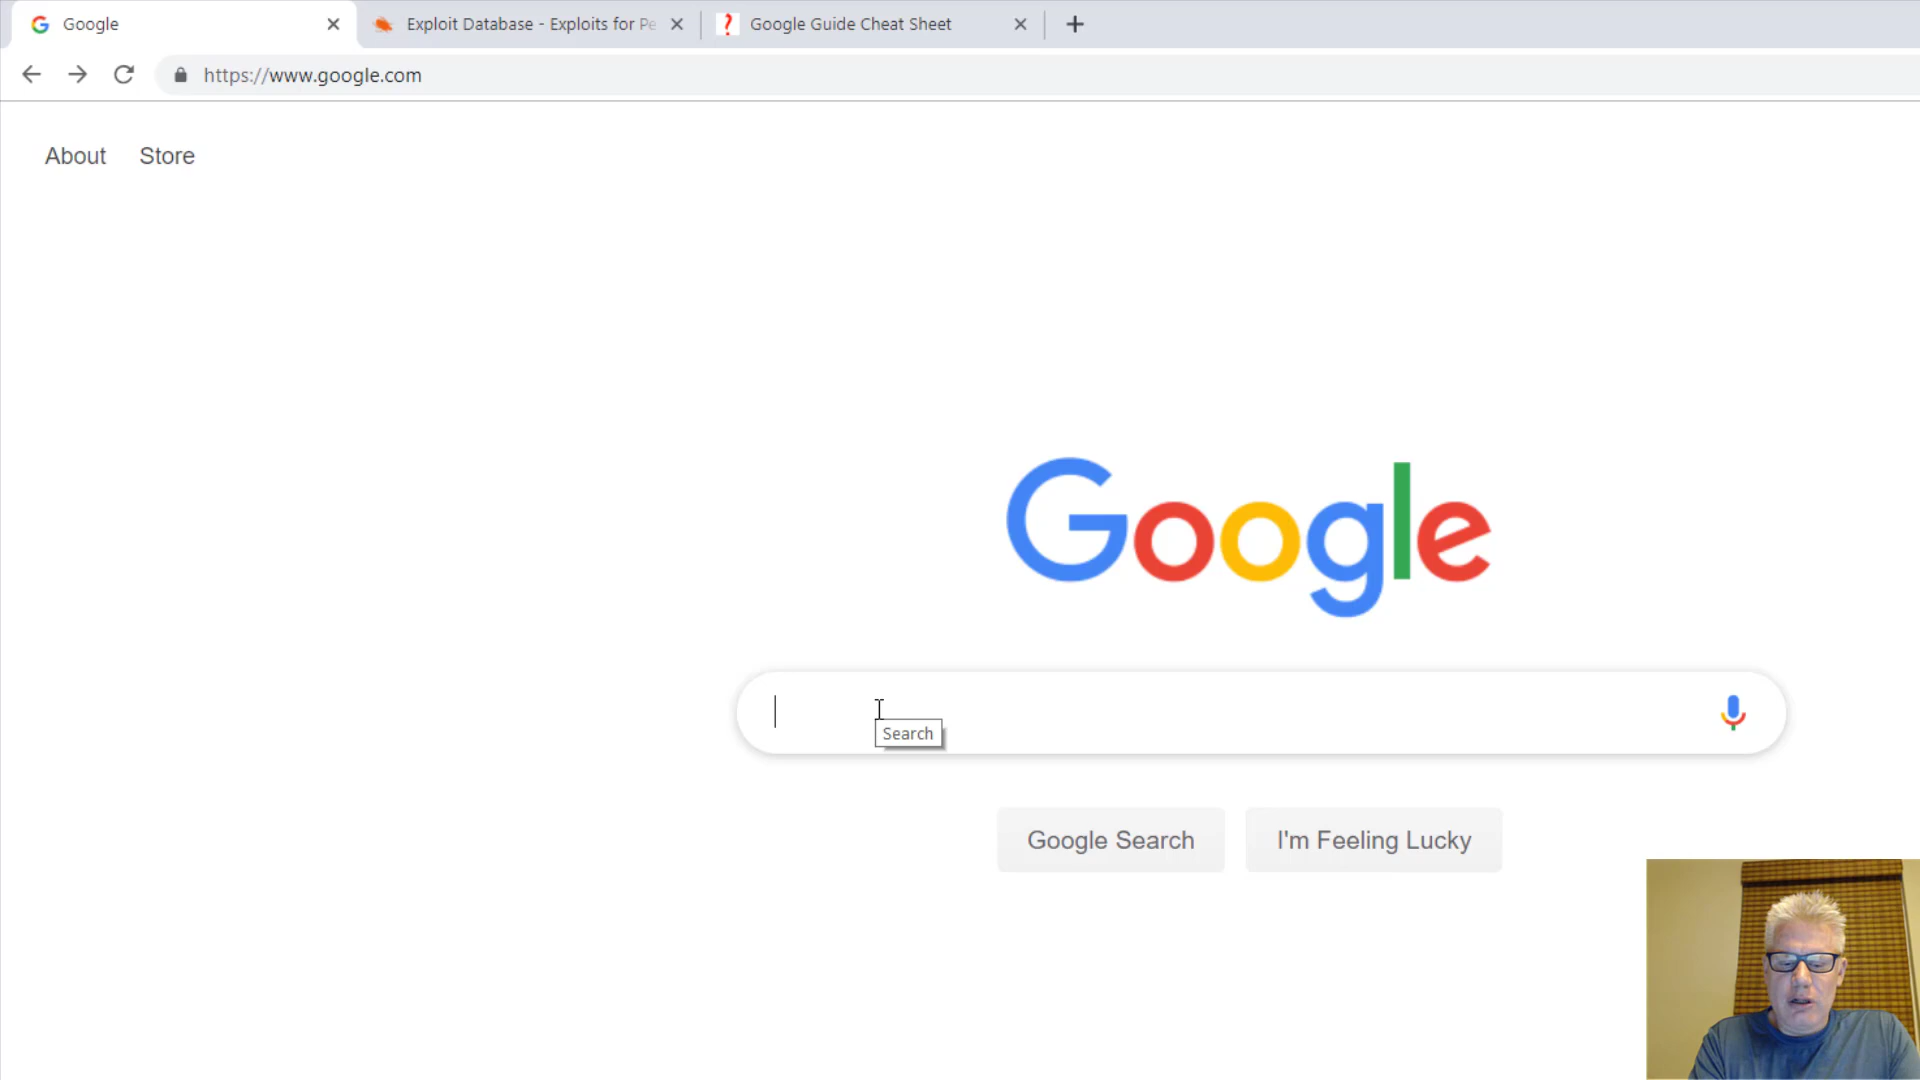 Google
Exploit Database - Exploits for Pe
Google Guide Cheat Sheet
https://www.google.com
About
Store
Google
Search
Google Search
I'm Feeling Lucky